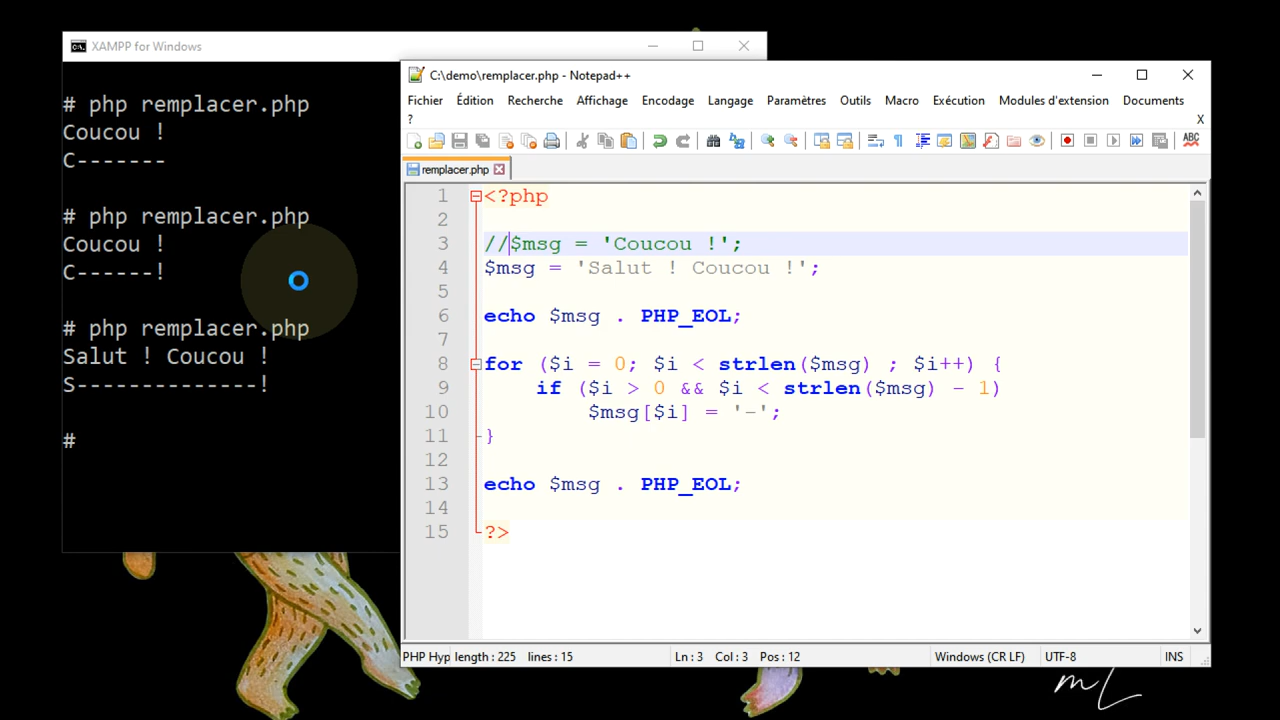 XAMPP for Windows
# php remplacer.php
Coucou !
C-------
# php remplacer.php
Coucou !
C------!
# php remplacer.php
Salut ! Coucou !
S--------------!
#
C:\demo\remplacer.php - Notepad++
Fichier Édition Recherche Affichage Encodage Langage Paramètres Outils Macro Exécution Modules d'extension Documents
? X
remplacer.php
1 <?php
2
3 //$msg = 'Coucou !';
4 $msg = 'Salut ! Coucou !';
5
6 echo $msg . PHP_EOL;
7
8 for ($i = 0; $i < strlen($msg) ; $i++) {
9 if ($i > 0 && $i < strlen($msg) - 1)
10 $msg[$i] = '-';
11 }
12
13 echo $msg . PHP_EOL;
14
15 ?>
PHP Hyp length : 225 lines : 15 Ln : 3 Col : 3 Pos : 12 Windows (CR LF) UTF-8 INS